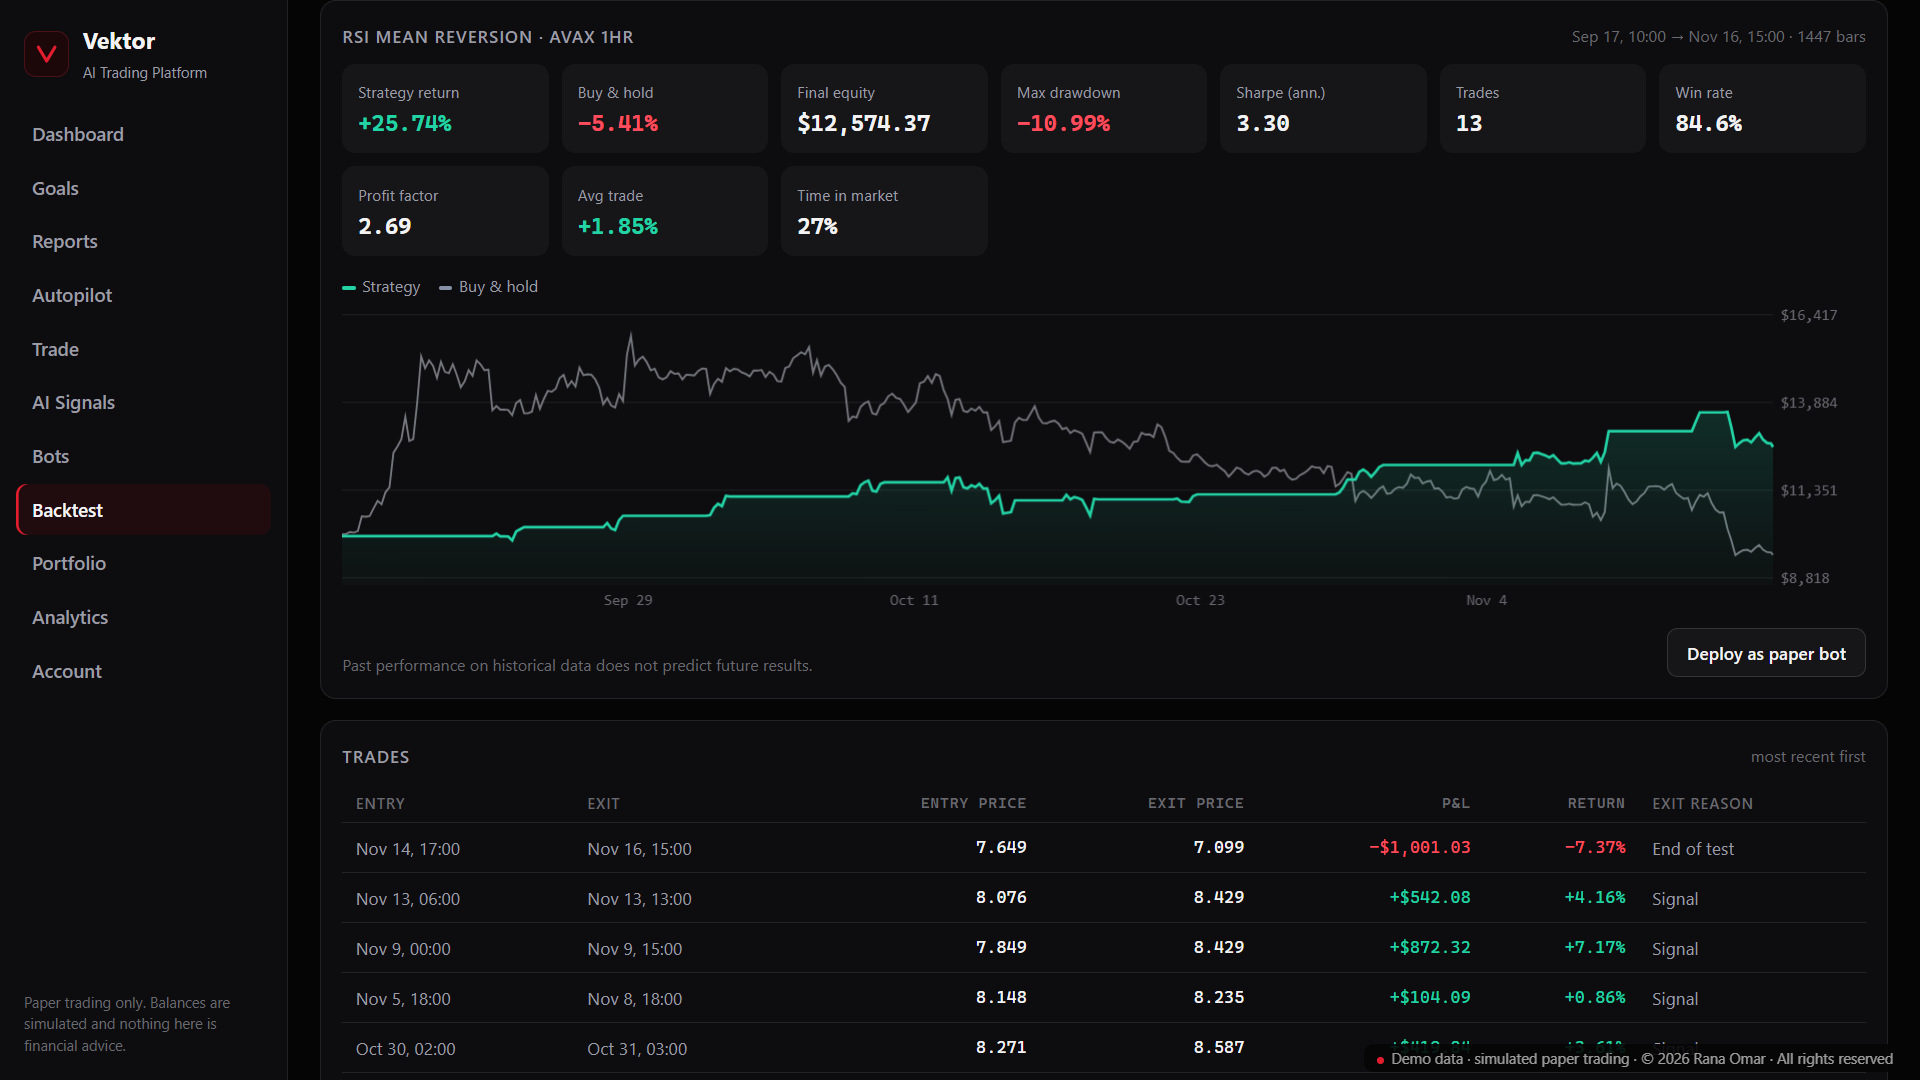 Vektor
AI Trading Platform
Dashboard
Goals
Reports
Autopilot
Trade
AI Signals
Bots
Backtest
Portfolio
Analytics
Account
Paper trading only. Balances are
simulated and nothing here is
financial advice.
RSI MEAN REVERSION · AVAX 1HR
Sep 17, 10:00 → Nov 16, 15:00 · 1447 bars
Strategy return
+25.74%
Buy & hold
−5.41%
Final equity
$12,574.37
Max drawdown
−10.99%
Sharpe (ann.)
3.30
Trades
13
Win rate
84.6%
Profit factor
2.69
Avg trade
+1.85%
Time in market
27%
Strategy Buy & hold
$16,417
$13,884
$11,351
$8,818
Sep 29 Oct 11 Oct 23 Nov 4
Past performance on historical data does not predict future results.
Deploy as paper bot
TRADES
most recent first
ENTRY EXIT ENTRY PRICE EXIT PRICE P&L RETURN EXIT REASON
Nov 14, 17:00 Nov 16, 15:00 7.649 7.099 −$1,001.03 −7.37% End of test
Nov 13, 06:00 Nov 13, 13:00 8.076 8.429 +$542.08 +4.16% Signal
Nov 9, 00:00 Nov 9, 15:00 7.849 8.429 +$872.32 +7.17% Signal
Nov 5, 18:00 Nov 8, 18:00 8.148 8.235 +$104.09 +0.86% Signal
Oct 30, 02:00 Oct 31, 03:00 8.271 8.587
Demo data · simulated paper trading · © 2026 Rana Omar · All rights reserved